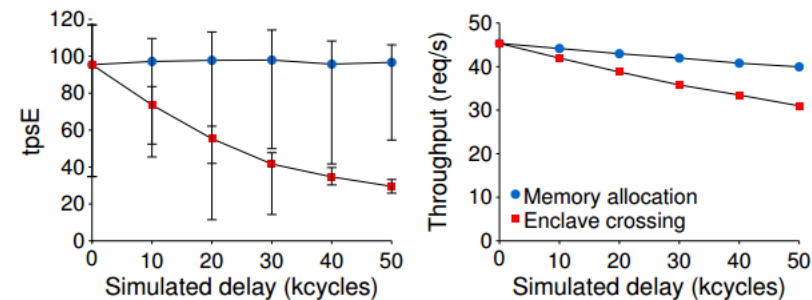 tpsE
120
100
80
60
40
20
0
0 10 20 30 40 50
Simulated delay (kcycles)
Throughput (req/s)
50
40
30
20
10
0
Memory allocation
Enclave crossing
0 10 20 30 40 50
Simulated delay (kcycles)